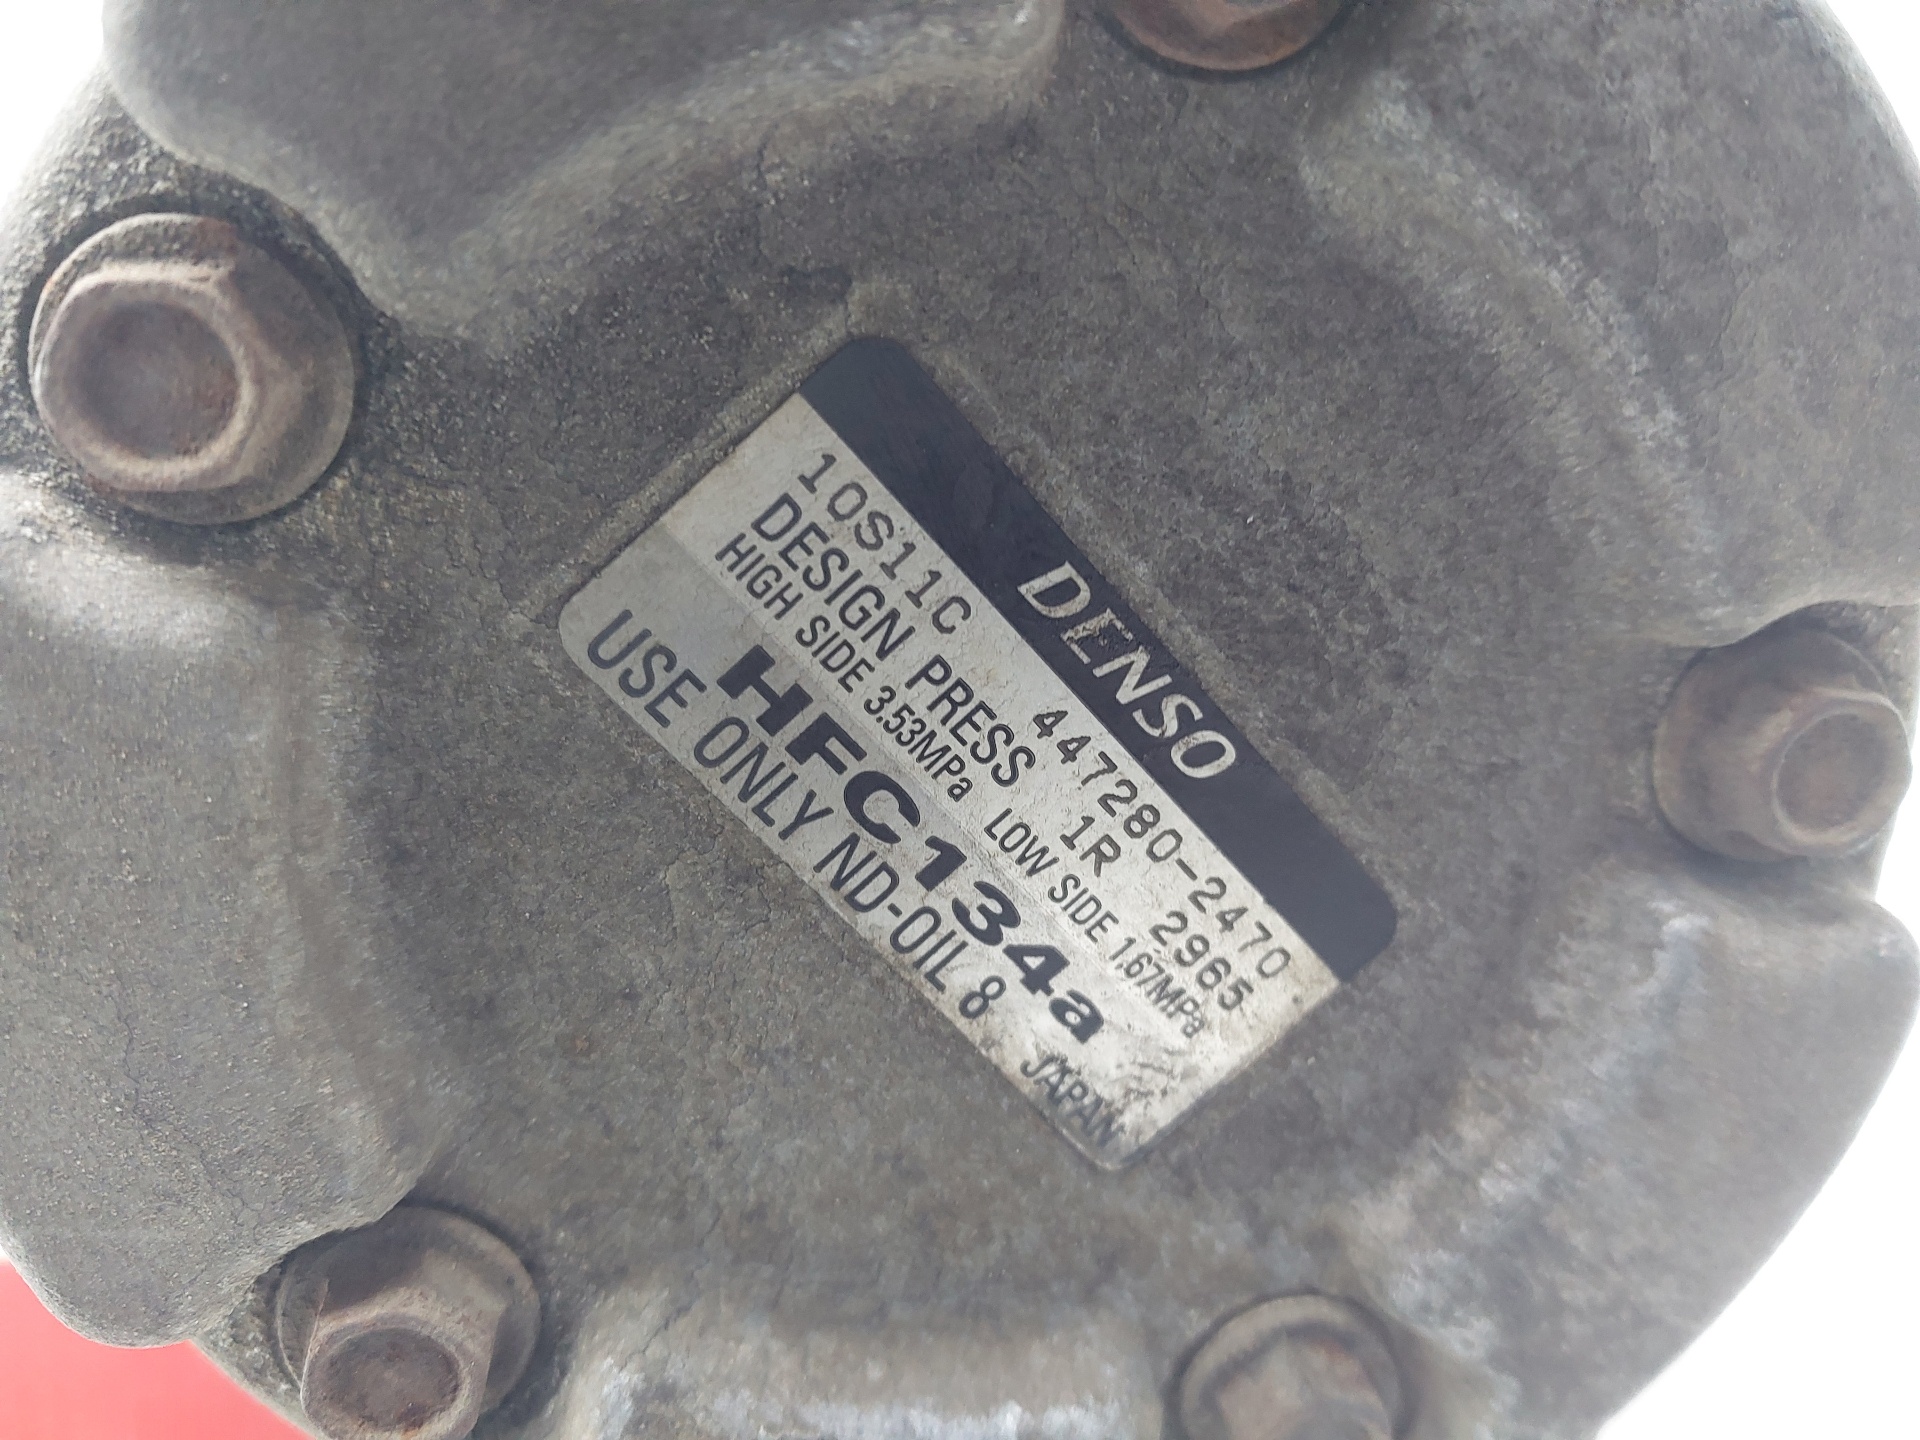 DENSO
10S11C 447280-2470
DESIGN PRESS 1R 2965
HIGH SIDE 3.53MPa LOW SIDE 1.67MPa
HFC134a
USE ONLY ND-OIL 8 JAPAN